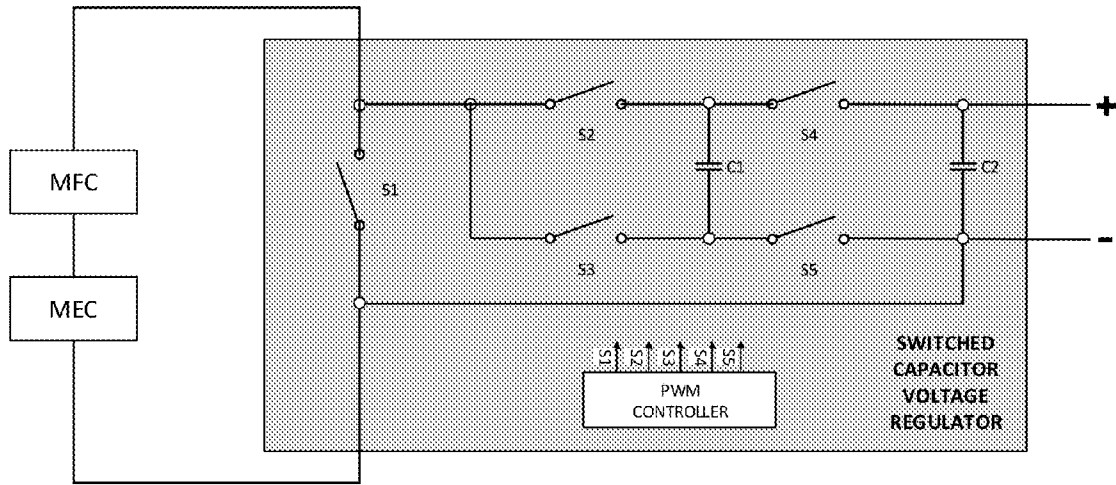 MFC
MEC
S1
S2
S3
C1
S4
S5
C2
+
-
S1
S2
S3
S4
S5
PWM
CONTROLLER
SWITCHED
CAPACITOR
VOLTAGE
REGULATOR